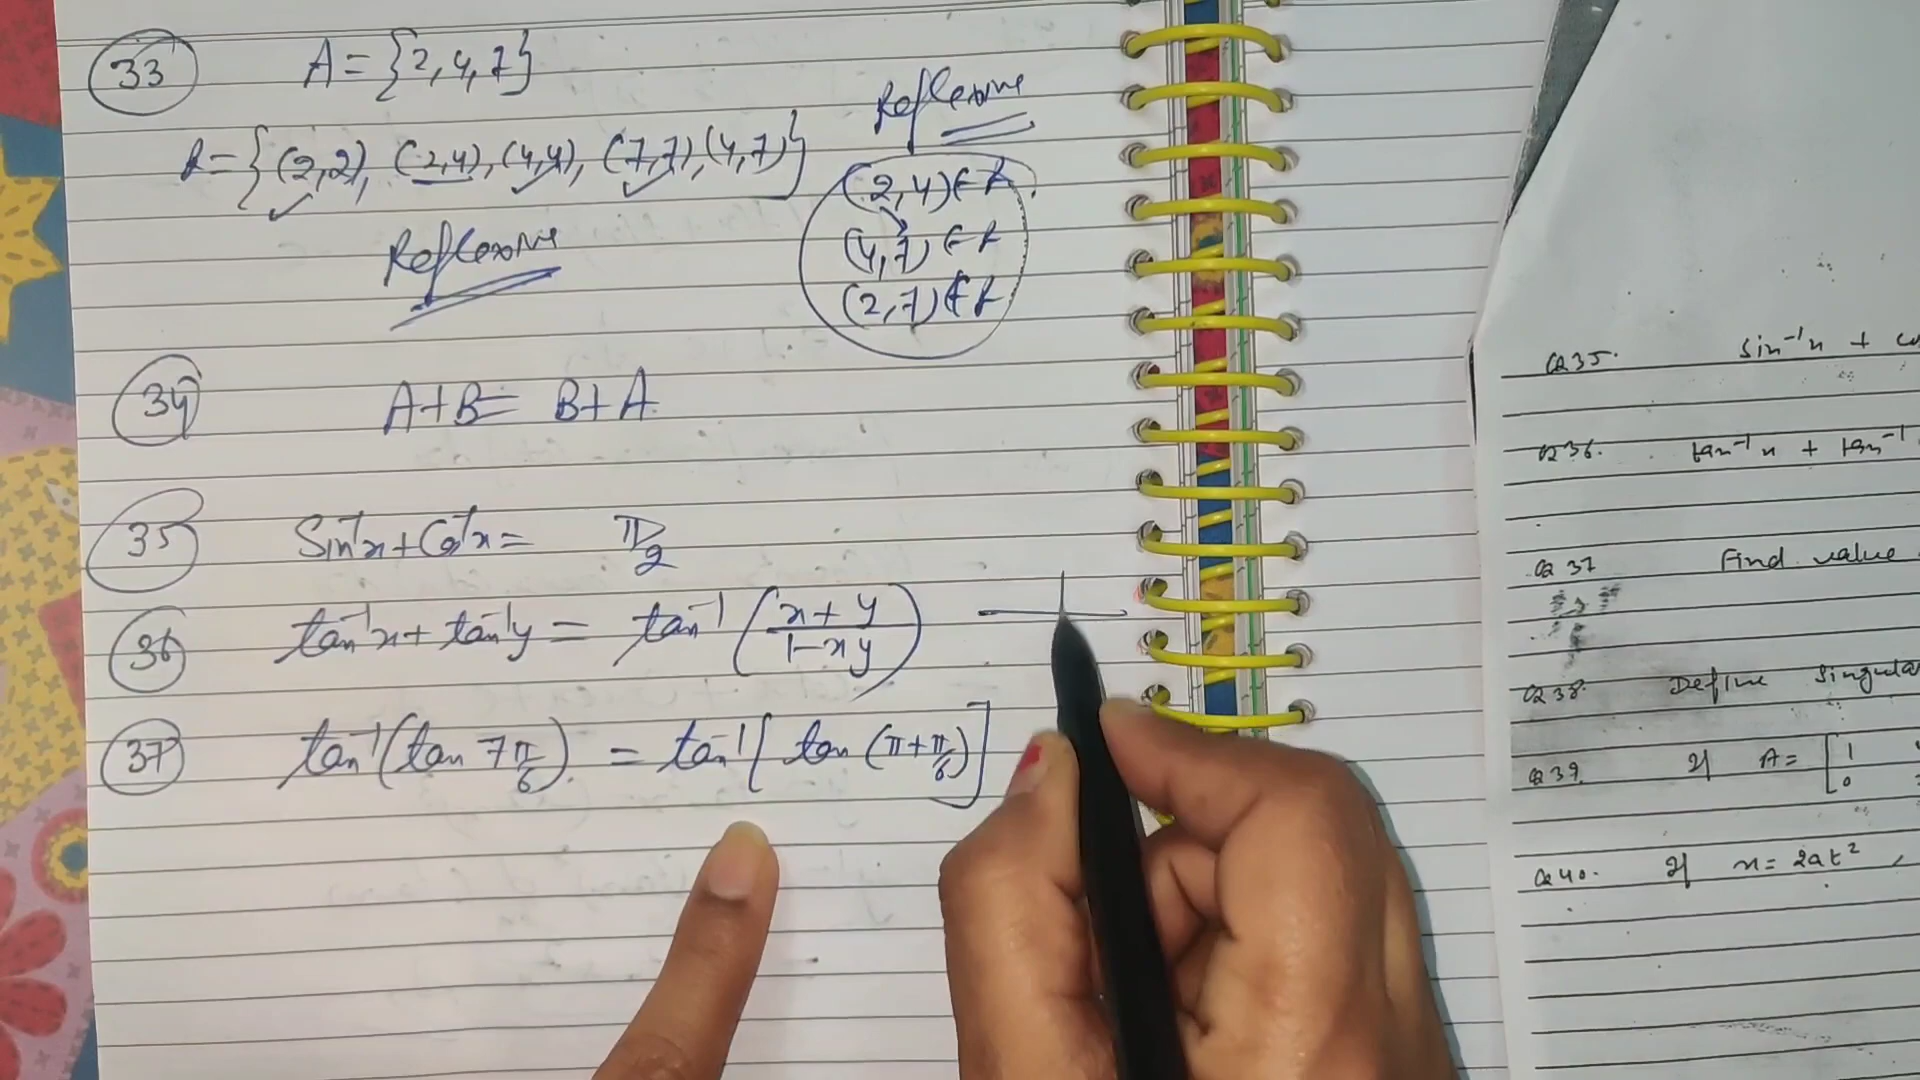 33 A = {2, 4, 7}
R = {(2,2), (2,4), (4,4), (7,7), (4,7)}
Reflexive
Reflexive
(2,4) ∈ R
(4,7) ∈ R
(2,7) ∉ R
34 A+B = B+A
35 Sin⁻¹x + Cos⁻¹x = π/2
36 tan⁻¹x + tan⁻¹y = tan⁻¹ (x+y / 1-xy)
37 tan⁻¹(tan 7π/6) = tan⁻¹[tan (π+π/6)]
Q35. Sin⁻¹x +
Q36. tan⁻¹x + tan⁻¹
Q37 Find value
Q38. Define Singula
Q39. If A = [1
0
Q40. If x = 2at² ,